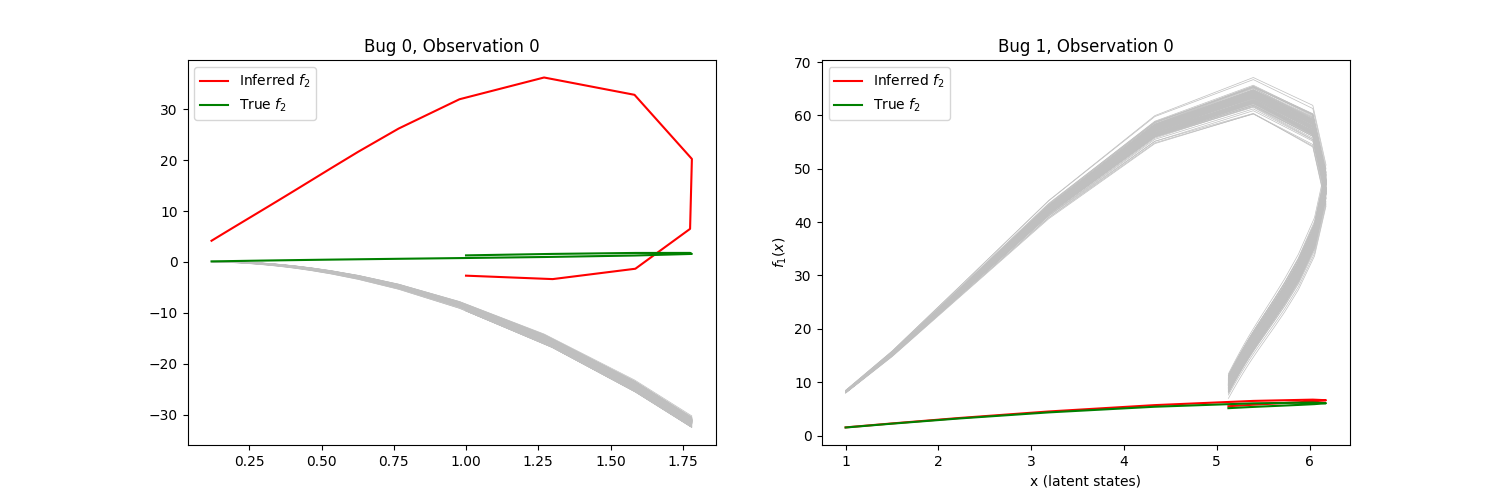 Bug 0, Observation 0
Inferred f₂
True f₂
30
20
10
0
−10
−20
−30
0.25 0.50 0.75 1.00 1.25 1.50 1.75
Bug 1, Observation 0
Inferred f₂
True f₂
70
60
50
40
30
20
10
0
f₁(x)
1 2 3 4 5 6
x (latent states)